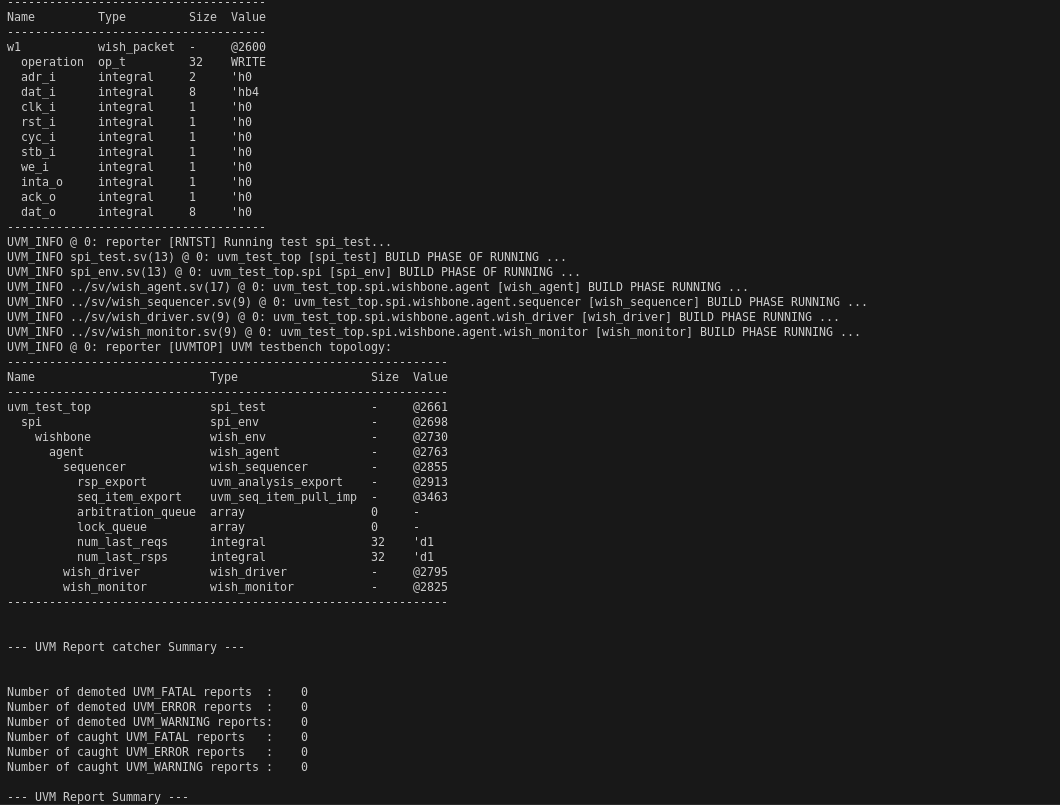 ------------------------------------- 
Name         Type         Size  Value
-------------------------------------
w1           wish_packet  -     @2600
  operation  op_t         32    WRITE
  adr_i      integral     2     'h0
  dat_i      integral     8     'hb4
  clk_i      integral     1     'h0
  rst_i      integral     1     'h0
  cyc_i      integral     1     'h0
  stb_i      integral     1     'h0
  we_i       integral     1     'h0
  inta_o     integral     1     'h0
  ack_o      integral     1     'h0
  dat_o      integral     8     'h0
-------------------------------------
UVM_INFO @ 0: reporter [RNTST] Running test spi_test...
UVM_INFO spi_test.sv(13) @ 0: uvm_test_top [spi_test] BUILD PHASE OF RUNNING ...
UVM_INFO spi_env.sv(13) @ 0: uvm_test_top.spi [spi_env] BUILD PHASE OF RUNNING ...
UVM_INFO ../sv/wish_agent.sv(17) @ 0: uvm_test_top.spi.wishbone.agent [wish_agent] BUILD PHASE RUNNING ...
UVM_INFO ../sv/wish_sequencer.sv(9) @ 0: uvm_test_top.spi.wishbone.agent.sequencer [wish_sequencer] BUILD PHASE RUNNING ...
UVM_INFO ../sv/wish_driver.sv(9) @ 0: uvm_test_top.spi.wishbone.agent.wish_driver [wish_driver] BUILD PHASE RUNNING ...
UVM_INFO ../sv/wish_monitor.sv(9) @ 0: uvm_test_top.spi.wishbone.agent.wish_monitor [wish_monitor] BUILD PHASE RUNNING ...
UVM_INFO @ 0: reporter [UVMTOP] UVM testbench topology:
---------------------------------------------------------------
Name                         Type                   Size  Value
---------------------------------------------------------------
uvm_test_top                 spi_test               -     @2661
  spi                        spi_env                -     @2698
    wishbone                 wish_env               -     @2730
      agent                  wish_agent             -     @2763
        sequencer            wish_sequencer         -     @2855
          rsp_export         uvm_analysis_export    -     @2913
          seq_item_export    uvm_seq_item_pull_imp  -     @3463
          arbitration_queue  array                  0     -
          lock_queue         array                  0     -
          num_last_reqs      integral               32    'd1
          num_last_rsps      integral               32    'd1
        wish_driver          wish_driver            -     @2795
        wish_monitor         wish_monitor           -     @2825
---------------------------------------------------------------
--- UVM Report catcher Summary ---
Number of demoted UVM_FATAL reports  :    0
Number of demoted UVM_ERROR reports  :    0
Number of demoted UVM_WARNING reports:    0
Number of caught UVM_FATAL reports   :    0
Number of caught UVM_ERROR reports   :    0
Number of caught UVM_WARNING reports :    0
--- UVM Report Summary ---